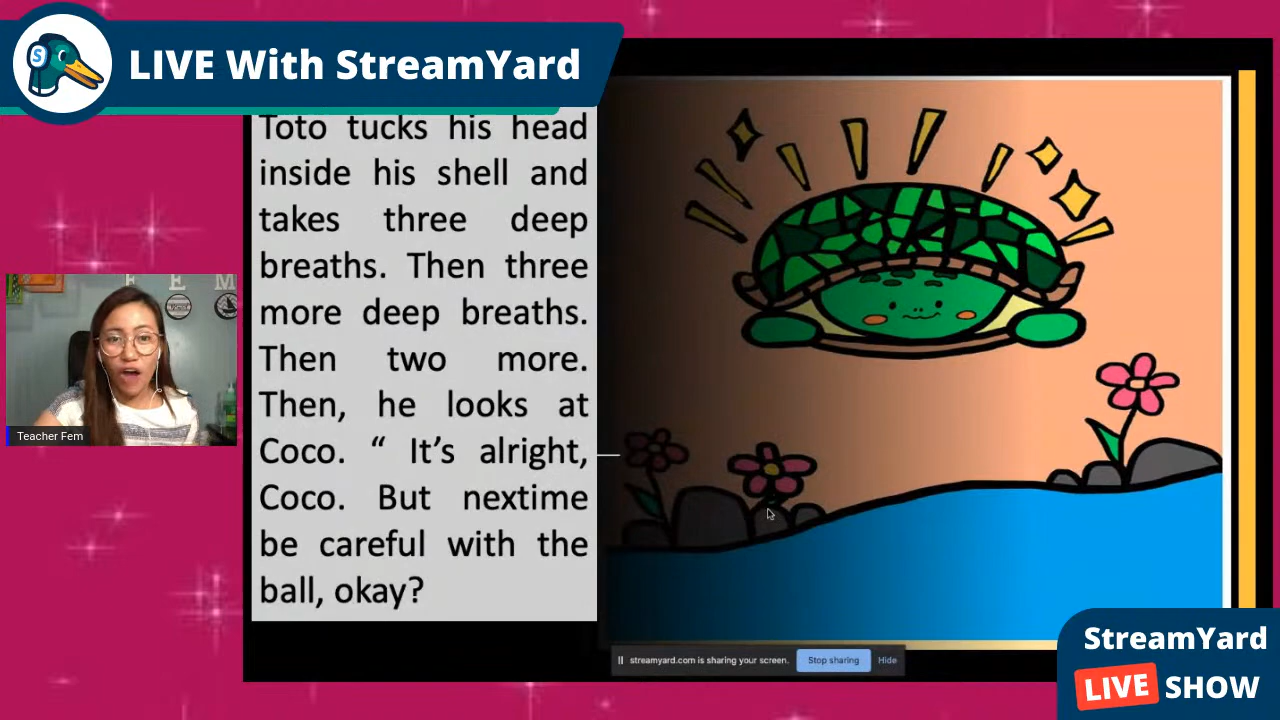 LIVE With StreamYard
S
Toto tucks his head
inside his shell and
takes three deep
breaths. Then three
more deep breaths.
Then two more.
Then, he looks at
Coco. “ It’s alright,
Coco. But nextime
be careful with the
ball, okay?
F E M
Teacher Fem
streamyard.com is sharing your screen.
Stop sharing
Hide
StreamYard
LIVE SHOW